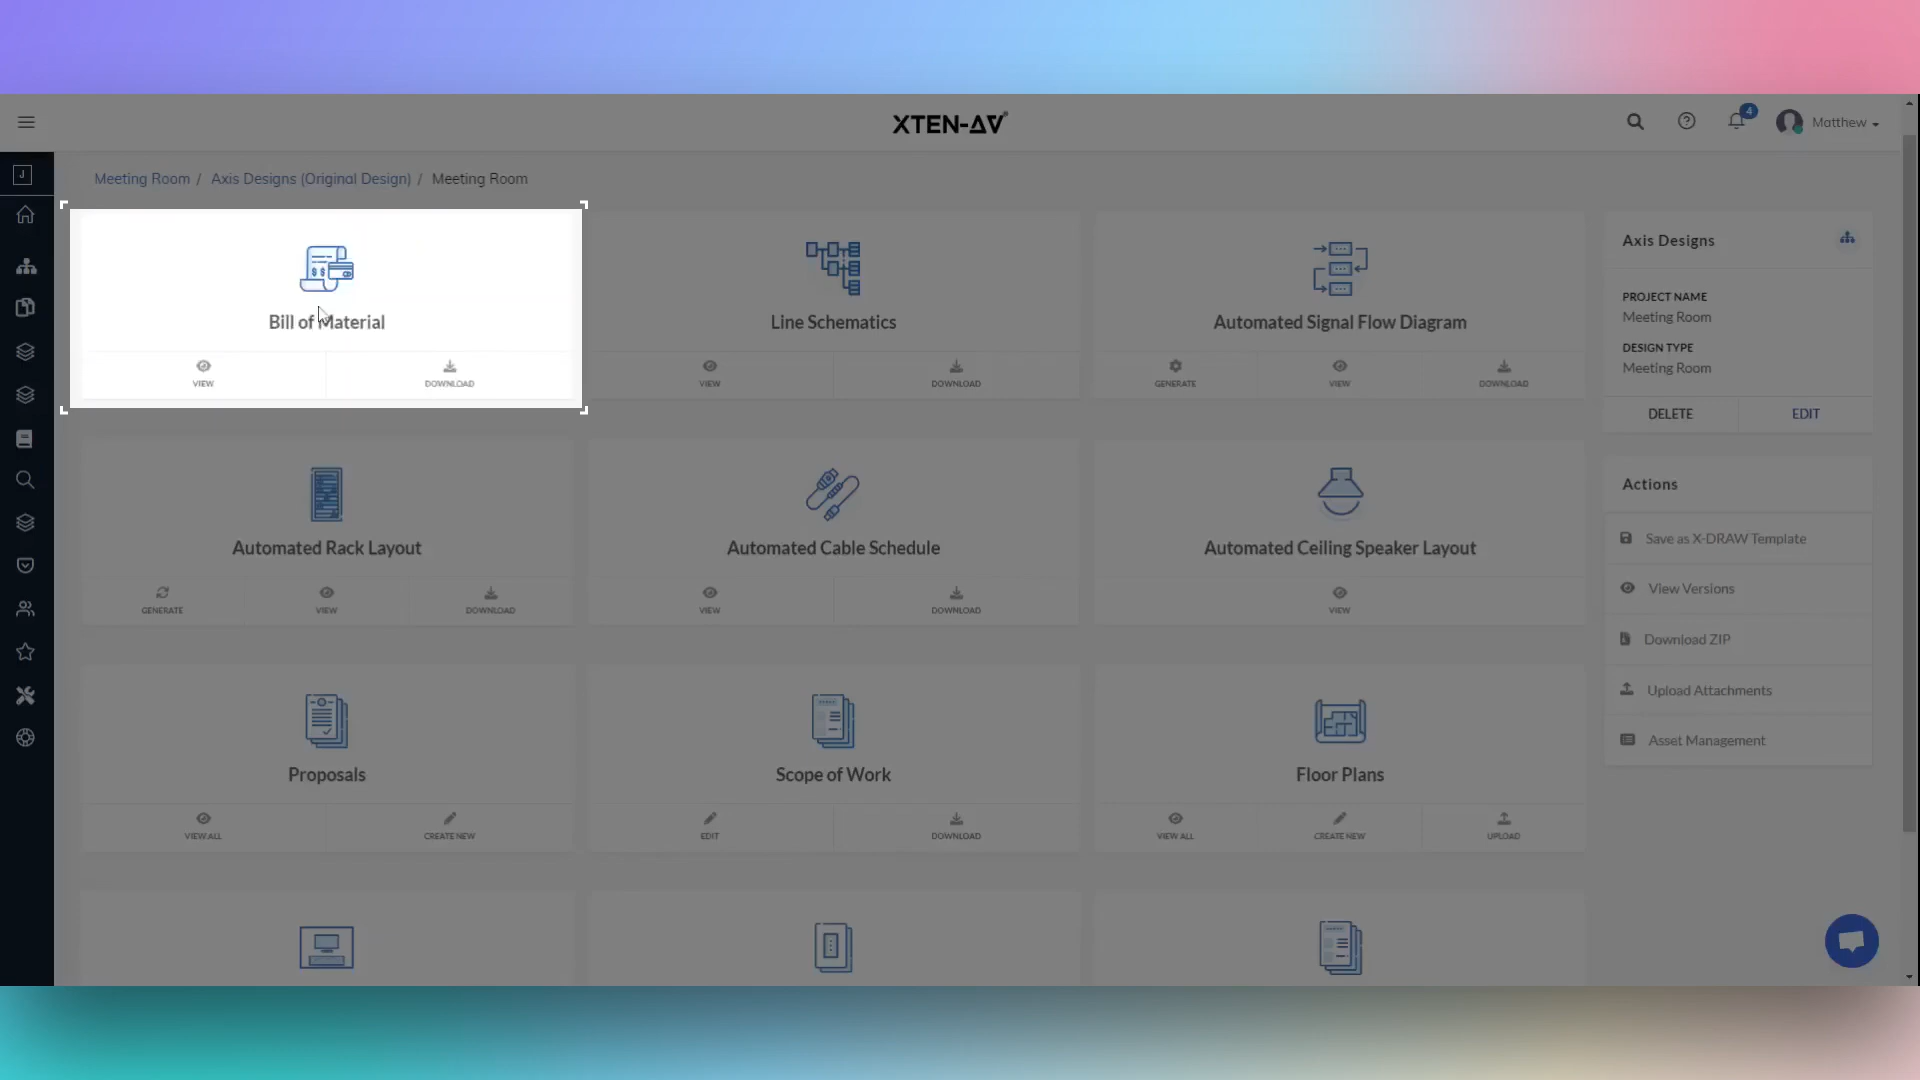 XTEN-AV®
4
Matthew
J
Meeting Room / Axis Designs (Original Design) / Meeting Room
Bill of Material
VIEW
DOWNLOAD
Line Schematics
VIEW
DOWNLOAD
Automated Signal Flow Diagram
GENERATE
VIEW
DOWNLOAD
Axis Designs
PROJECT NAME
Meeting Room
DESIGN TYPE
Meeting Room
DELETE
EDIT
Automated Rack Layout
GENERATE
VIEW
DOWNLOAD
Automated Cable Schedule
VIEW
DOWNLOAD
Automated Ceiling Speaker Layout
VIEW
Actions
Save as X-DRAW Template
View Versions
Download ZIP
Upload Attachments
Asset Management
Proposals
VIEW ALL
CREATE NEW
Scope of Work
EDIT
DOWNLOAD
Floor Plans
VIEW ALL
CREATE NEW
UPLOAD